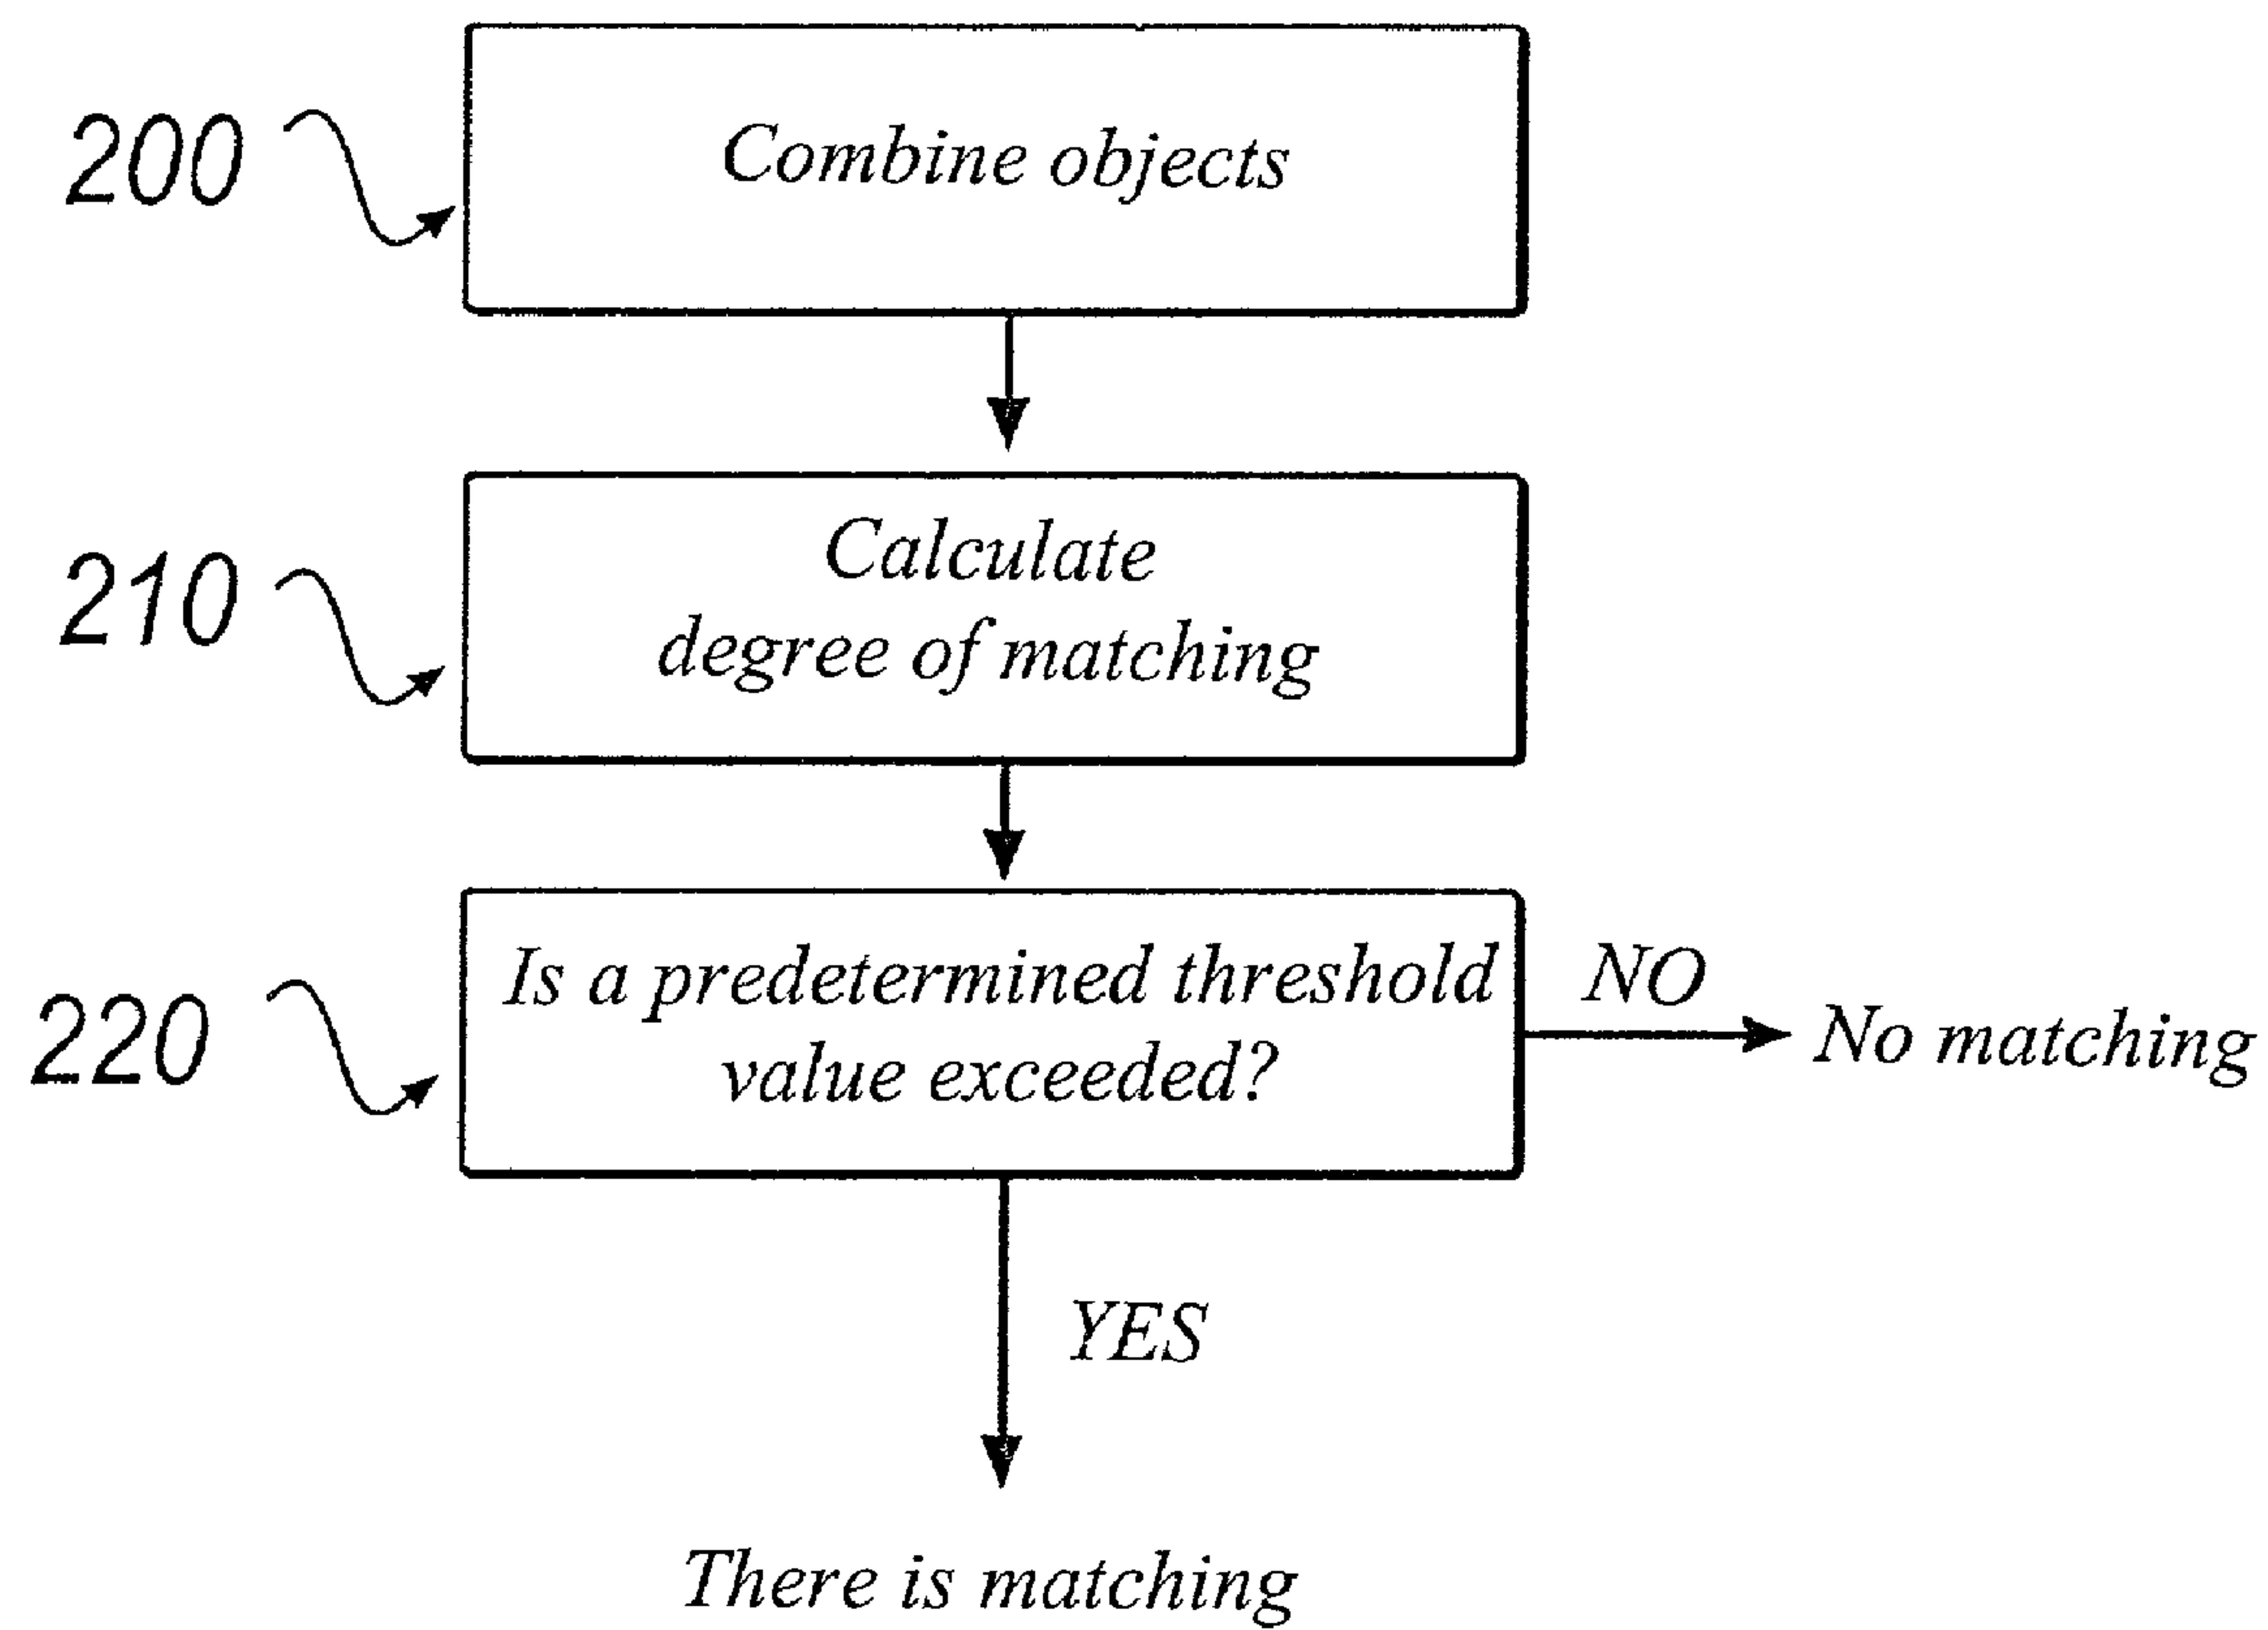 200
Combine objects
210
Calculate
degree of matching
220
Is a predetermined threshold
value exceeded?
NO
No matching
YES
There is matching